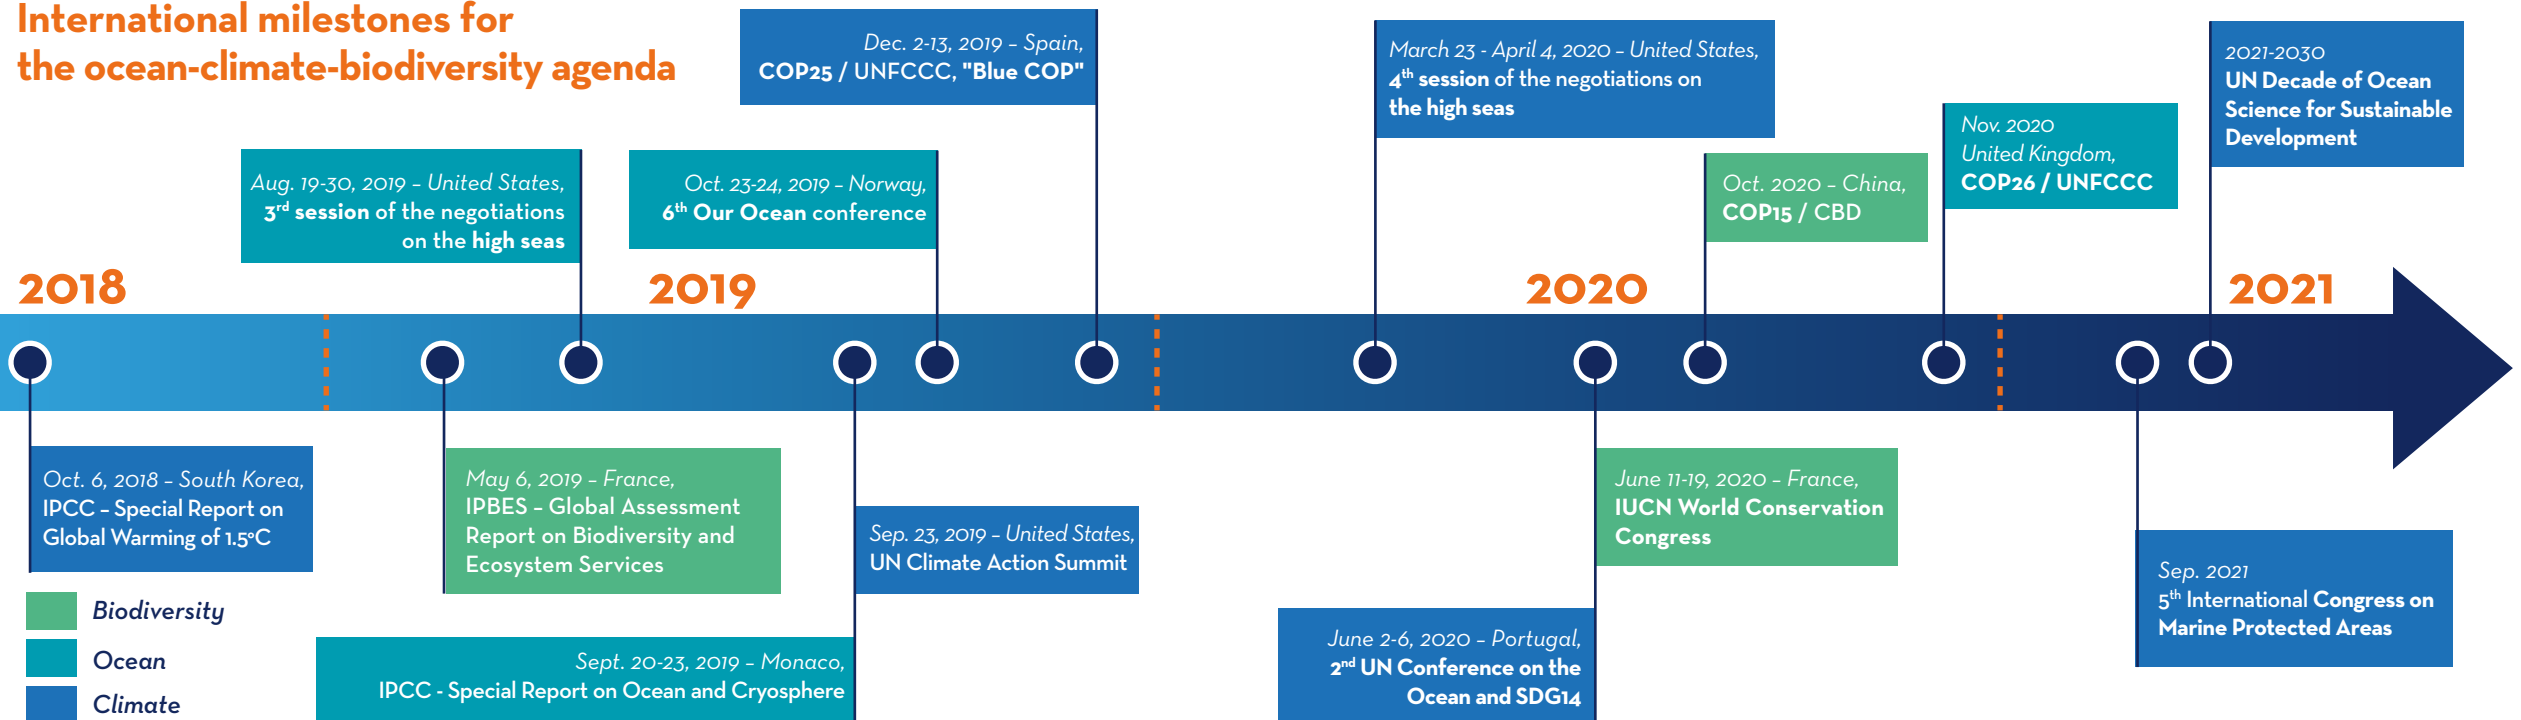 International milestones for
the ocean-climate-biodiversity agenda
Dec. 2-13, 2019 – Spain,
COP25 / UNFCCC, "Blue COP"
March 23 - April 4, 2020 – United States,
4th session of the negotiations on
the high seas
2021-2030
UN Decade of Ocean
Science for Sustainable
Development
Aug. 19-30, 2019 – United States,
3rd session of the negotiations
on the high seas
Oct. 23-24, 2019 – Norway,
6th Our Ocean conference
Oct. 2020 – China,
COP15 / CBD
Nov. 2020
United Kingdom,
COP26 / UNFCCC
2018
2019
2020
2021
Oct. 6, 2018 – South Korea,
IPCC – Special Report on
Global Warming of 1.5°C
May 6, 2019 – France,
IPBES – Global Assessment
Report on Biodiversity and
Ecosystem Services
Sep. 23, 2019 – United States,
UN Climate Action Summit
June 11-19, 2020 – France,
IUCN World Conservation
Congress
Sep. 2021
5th International Congress on
Marine Protected Areas
Sept. 20-23, 2019 – Monaco,
IPCC - Special Report on Ocean and Cryosphere
June 2-6, 2020 – Portugal,
2nd UN Conference on the
Ocean and SDG14
Biodiversity
Ocean
Climate